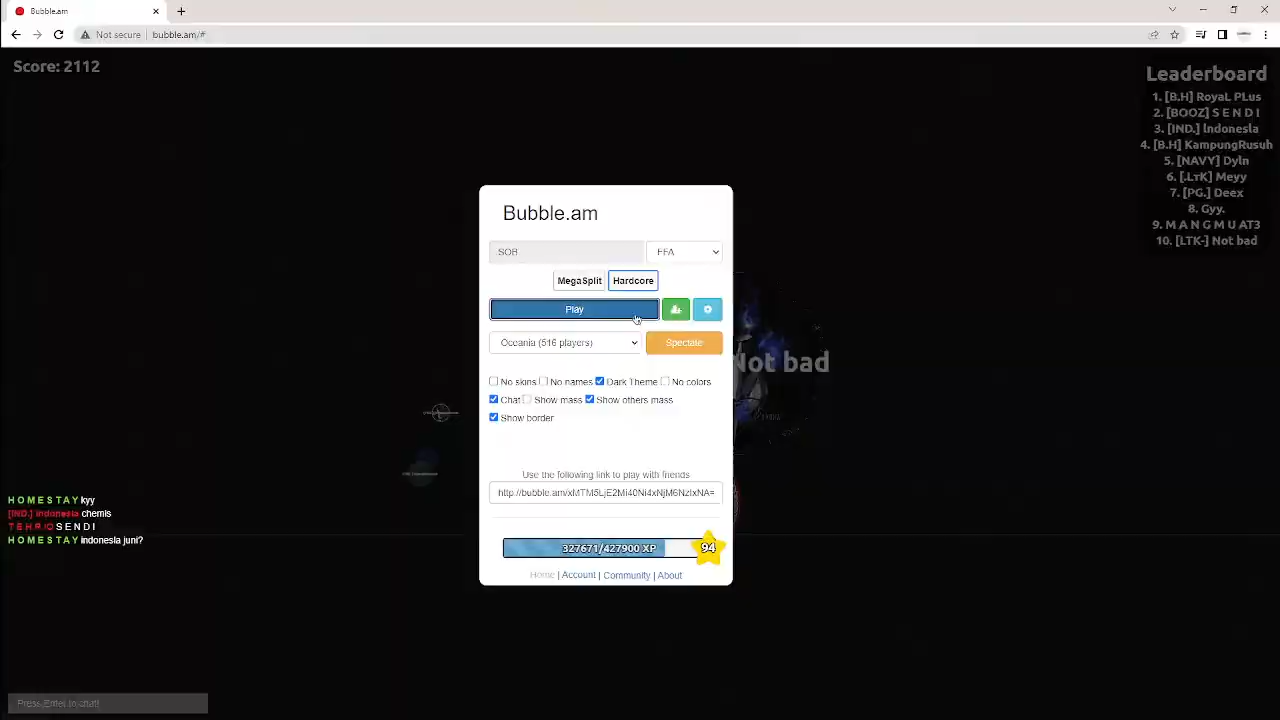 Bubble.am
Not secure
bubble.am/#
Score: 2112
Leaderboard
1. [B.H] RoyaL PLus
2. [BOOZ] S E N D I
3. [IND.] lndonesla
4. [B.H] KampungRusuh
5. [NAVY] Dyln
6. [.LTK] Meyy
7. [PG.] Deex
8. Gyy.
9. M A N G M U AT3
10. [LTK-] Not bad
Bubble.am
SOB
FFA
MegaSplit
Hardcore
Play
Oceania (516 players)
Spectate
Not bad
No skins No names Dark Theme No colors
Chat Show mass Show others mass
Show border
Use the following link to play with friends
327671/427900 XP
94
Home | Account | Community | About
H O M E S T A Y kyy
[IND.] lndonesla chemis
T E H R I O S E N D I
H O M E S T A Y indonesla juni?
Press Enter to chat!